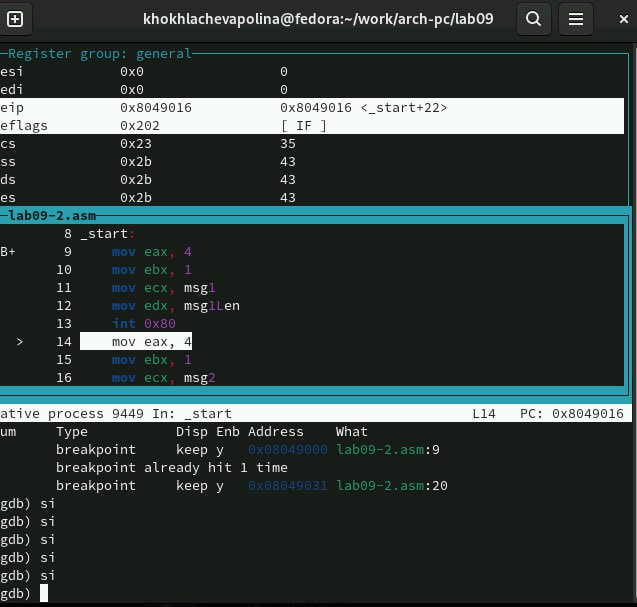 khokhlachevapolina@fedora:~/work/arch-pc/lab09
Register group: general
esi 0x0 0
edi 0x0 0
eip 0x8049016 0x8049016 <_start+22>
eflags 0x202 [ IF ]
cs 0x23 35
ss 0x2b 43
ds 0x2b 43
es 0x2b 43
lab09-2.asm
8 _start:
B+ 9 mov eax, 4
10 mov ebx, 1
11 mov ecx, msg1
12 mov edx, msg1Len
13 int 0x80
> 14 mov eax, 4
15 mov ebx, 1
16 mov ecx, msg2
ative process 9449 In: _start L14 PC: 0x8049016
um Type Disp Enb Address What
breakpoint keep y 0x08049000 lab09-2.asm:9
breakpoint already hit 1 time
breakpoint keep y 0x08049031 lab09-2.asm:20
gdb) si
gdb) si
gdb) si
gdb) si
gdb) si
gdb)